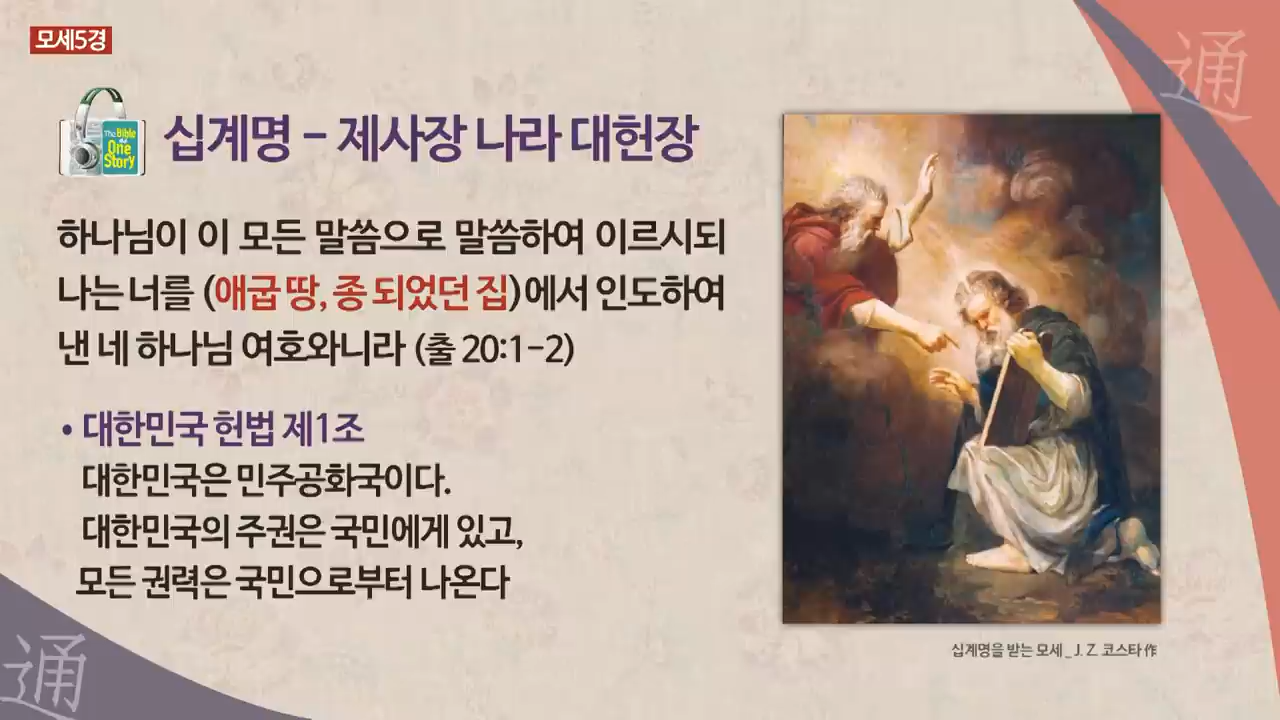 모세5경
The Bible
One
Story
십계명 - 제사장 나라 대헌장
하나님이 이 모든 말씀으로 말씀하여 이르시되
나는 너를 (애굽 땅, 종 되었던 집)에서 인도하여
낸 네 하나님 여호와니라 (출 20:1-2)
• 대한민국 헌법 제1조
대한민국은 민주공화국이다.
대한민국의 주권은 국민에게 있고,
모든 권력은 국민으로부터 나온다
십계명을 받는 모세 _ J. Z. 코스타 作
通
通